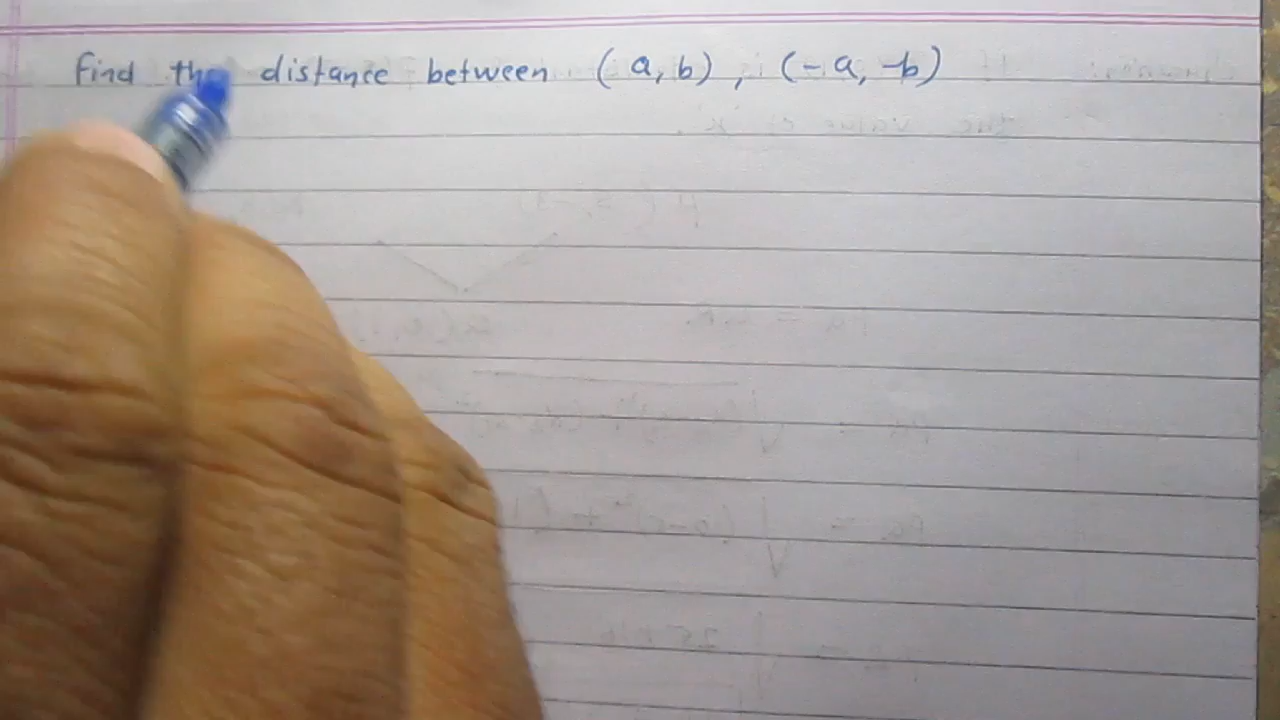 Find the distance between (a, b) , (-a, -b)